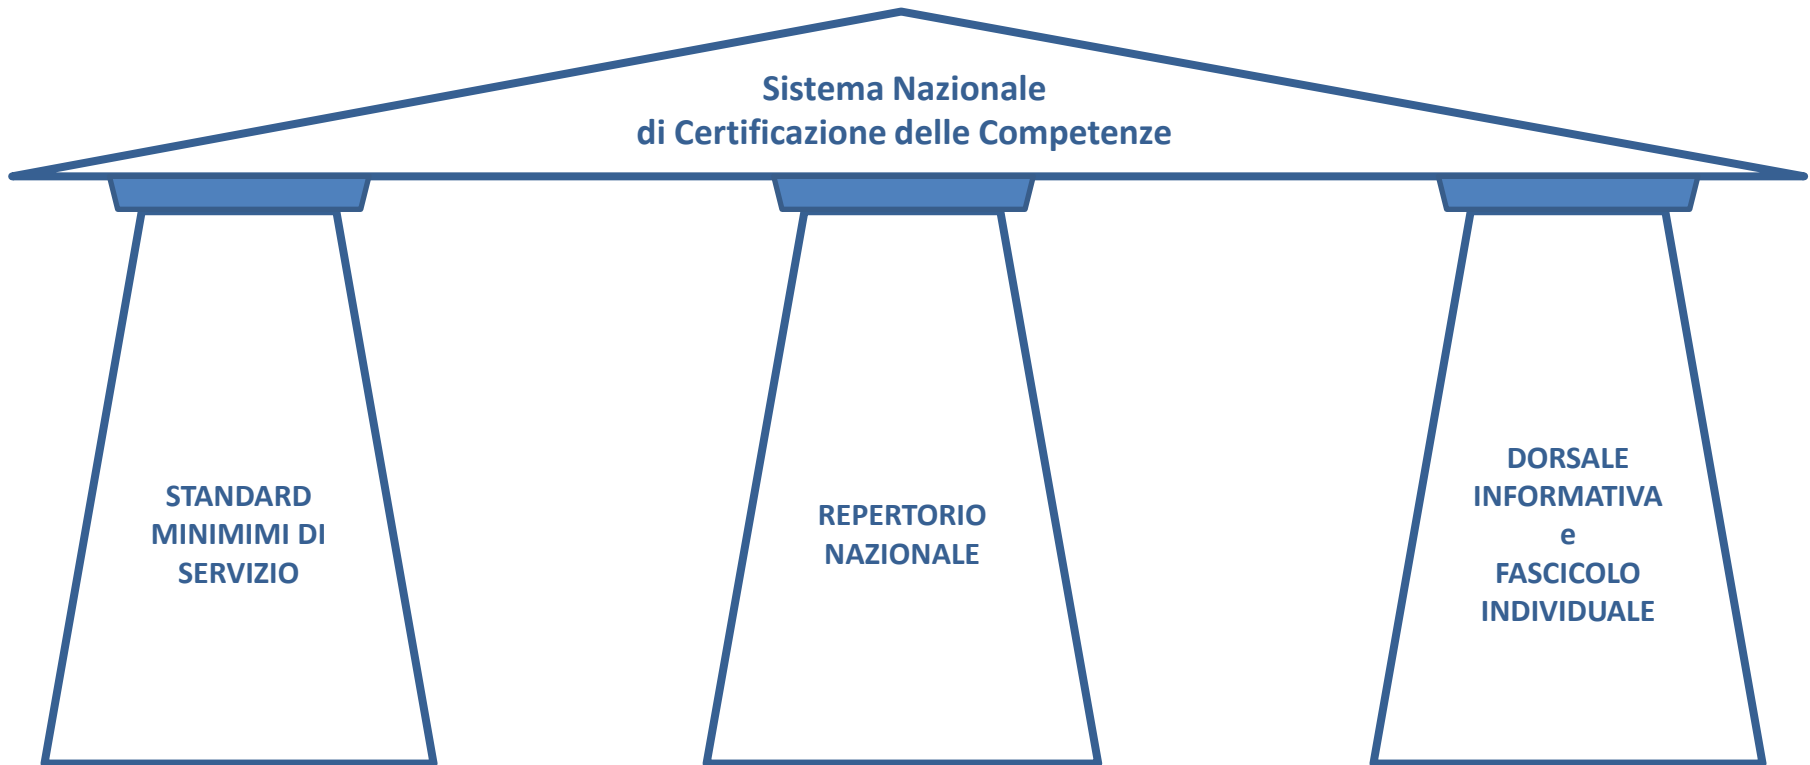 Sistema Nazionale
di Certificazione delle Competenze
STANDARD
MINIMIMI DI
SERVIZIO
REPERTORIO
NAZIONALE
DORSALE
INFORMATIVA
e
FASCICOLO
INDIVIDUALE